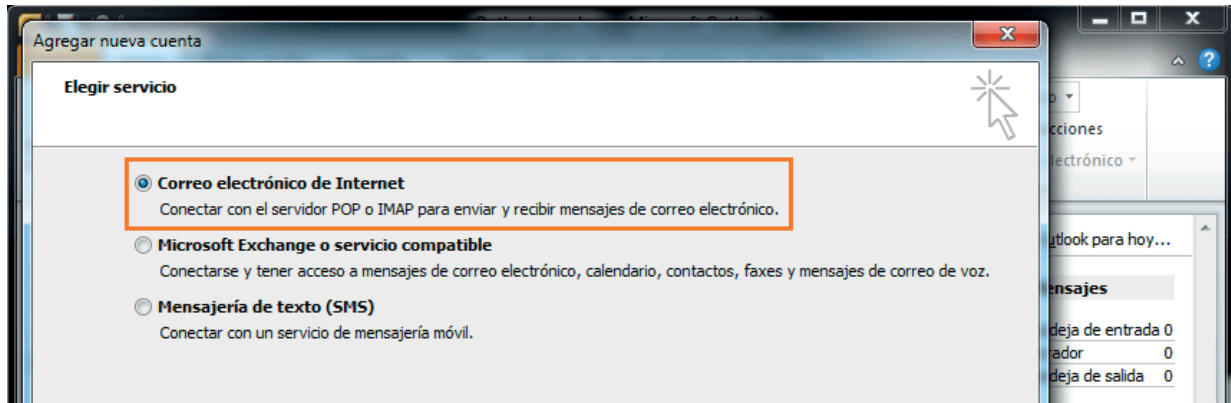 Agregar nueva cuenta
Elegir servicio
Correo electrónico de Internet
Conectar con el servidor POP o IMAP para enviar y recibir mensajes de correo electrónico.
Microsoft Exchange o servicio compatible
Conectarse y tener acceso a mensajes de correo electrónico, calendario, contactos, faxes y mensajes de correo de voz.
Mensajería de texto (SMS)
Conectar con un servicio de mensajería móvil.
cciones
lectrónico
utlook para hoy...
ensajes
deja de entrada 0
rador 0
deja de salida 0